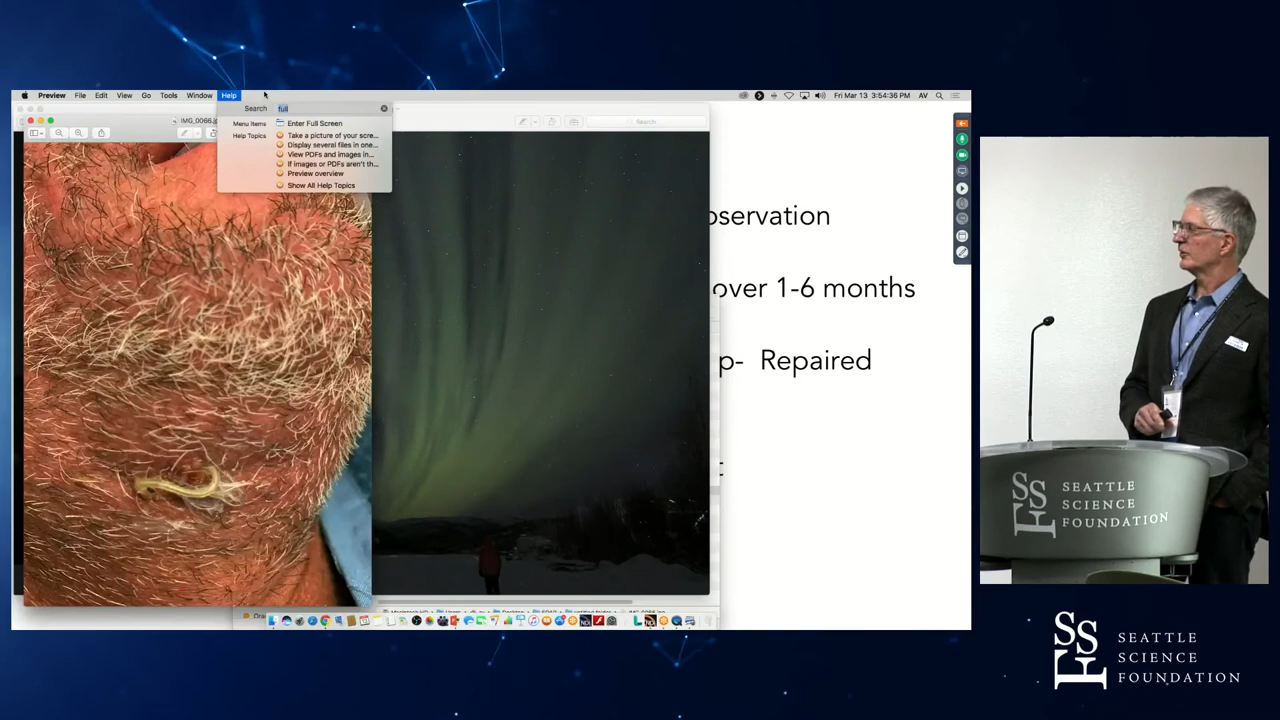 Preview File Edit View Go Tools Window Help
Fri Mar 13 3:54:36 PM AV
Search full
IMG_0066.jp
Search
Menu Items Enter Full Screen
Help Topics Take a picture of your scre...
Display several files in one...
View PDFs and images in...
If images or PDFs aren't th...
Preview overview
Show All Help Topics
bservation
over 1-6 months
p- Repaired
SEATTLE
SCIENCE
FOUNDATION
SEATTLE
SCIENCE
FOUNDATION